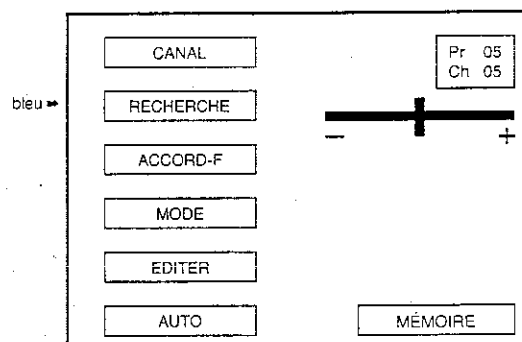 CANAL
Pr 05
Ch 05
bleu
RECHERCHE
− +
ACCORD-F
MODE
EDITER
AUTO
MÉMOIRE